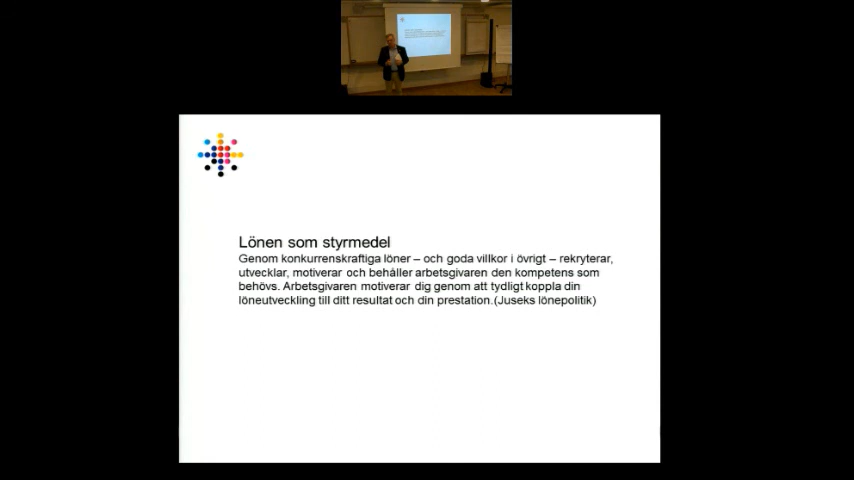 Lönen som styrmedel
Genom konkurrenskraftiga löner – och goda villkor i övrigt – rekryterar,
utvecklar, motiverar och behåller arbetsgivaren den kompetens som
behövs. Arbetsgivaren motiverar dig genom att tydligt koppla din
löneutveckling till ditt resultat och din prestation.(Juseks lönepolitik)